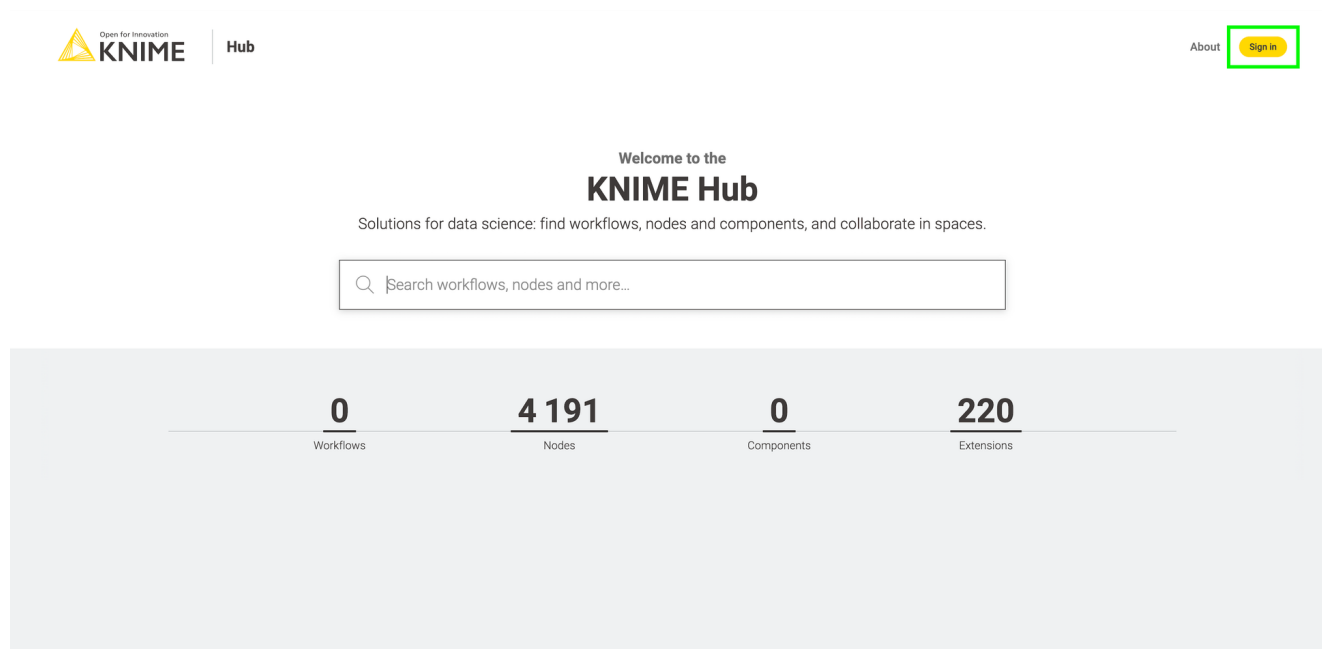 Open for Innovation
KNIME
Hub
About
Sign in
Welcome to the
KNIME Hub
Solutions for data science: find workflows, nodes and components, and collaborate in spaces.
Search workflows, nodes and more...
0
4 191
0
220
Workflows
Nodes
Components
Extensions